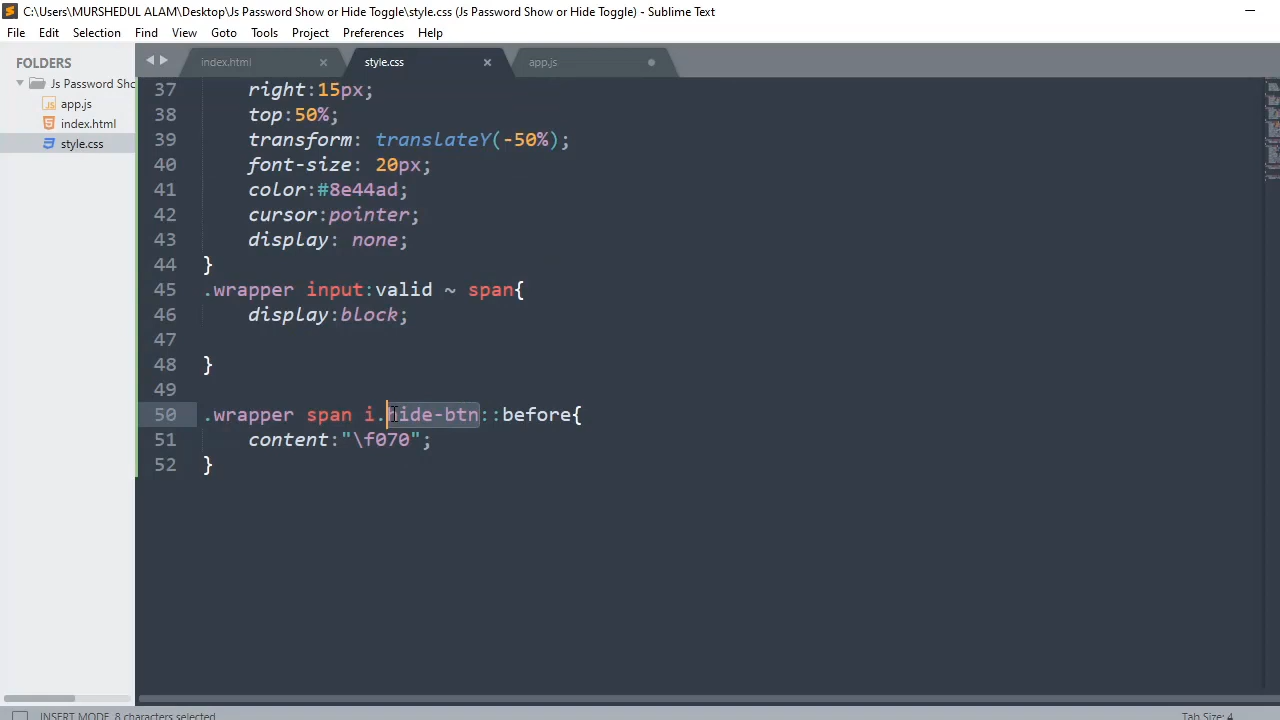 C:\Users\MURSHEDUL ALAM\Desktop\Js Password Show or Hide Toggle\style.css (Js Password Show or Hide Toggle) - Sublime Text
File Edit Selection Find View Goto Tools Project Preferences Help
FOLDERS
Js Password Sho
app.js
index.html
style.css
index.html style.css app.js
37 right:15px;
38 top:50%;
39 transform: translateY(-50%);
40 font-size: 20px;
41 color:#8e44ad;
42 cursor:pointer;
43 display: none;
44 }
45 .wrapper input:valid ~ span{
46 display:block;
47
48 }
49
50 .wrapper span i.hide-btn::before{
51 content:"\f070";
52 }
INSERT MODE, 8 characters selected
Tab Size: 4